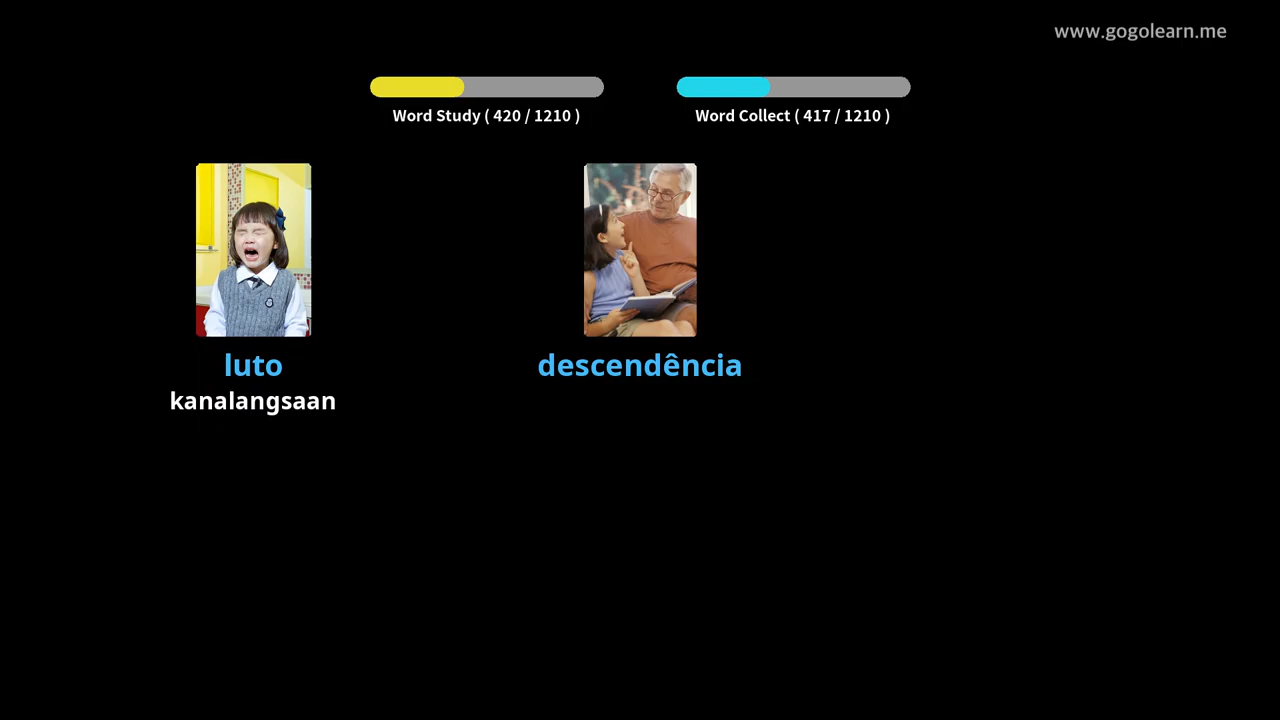 www.gogolearn.me
Word Study ( 420 / 1210 )
Word Collect ( 417 / 1210 )
luto
descendência
kanalangsaan